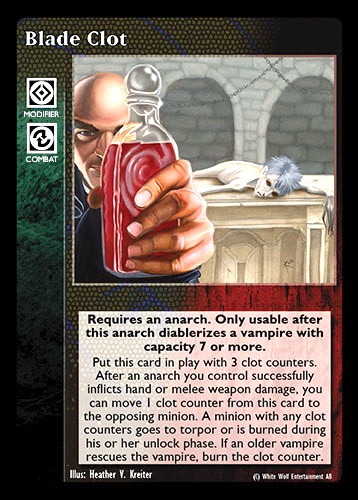 Blade Clot
MODIFIER
COMBAT
Requires an anarch. Only usable after
this anarch diablerizes a vampire with
capacity 7 or more.
Put this card in play with 3 clot counters.
After an anarch you control successfully
inflicts hand or melee weapon damage, you
can move 1 clot counter from this card to
the opposing minion. A minion with any clot
counters goes to torpor or is burned during
his or her unlock phase. If an older vampire
rescues the vampire, burn the clot counter.
Illus: Heather V. Kreiter
(C) White Wolf Entertainment AB